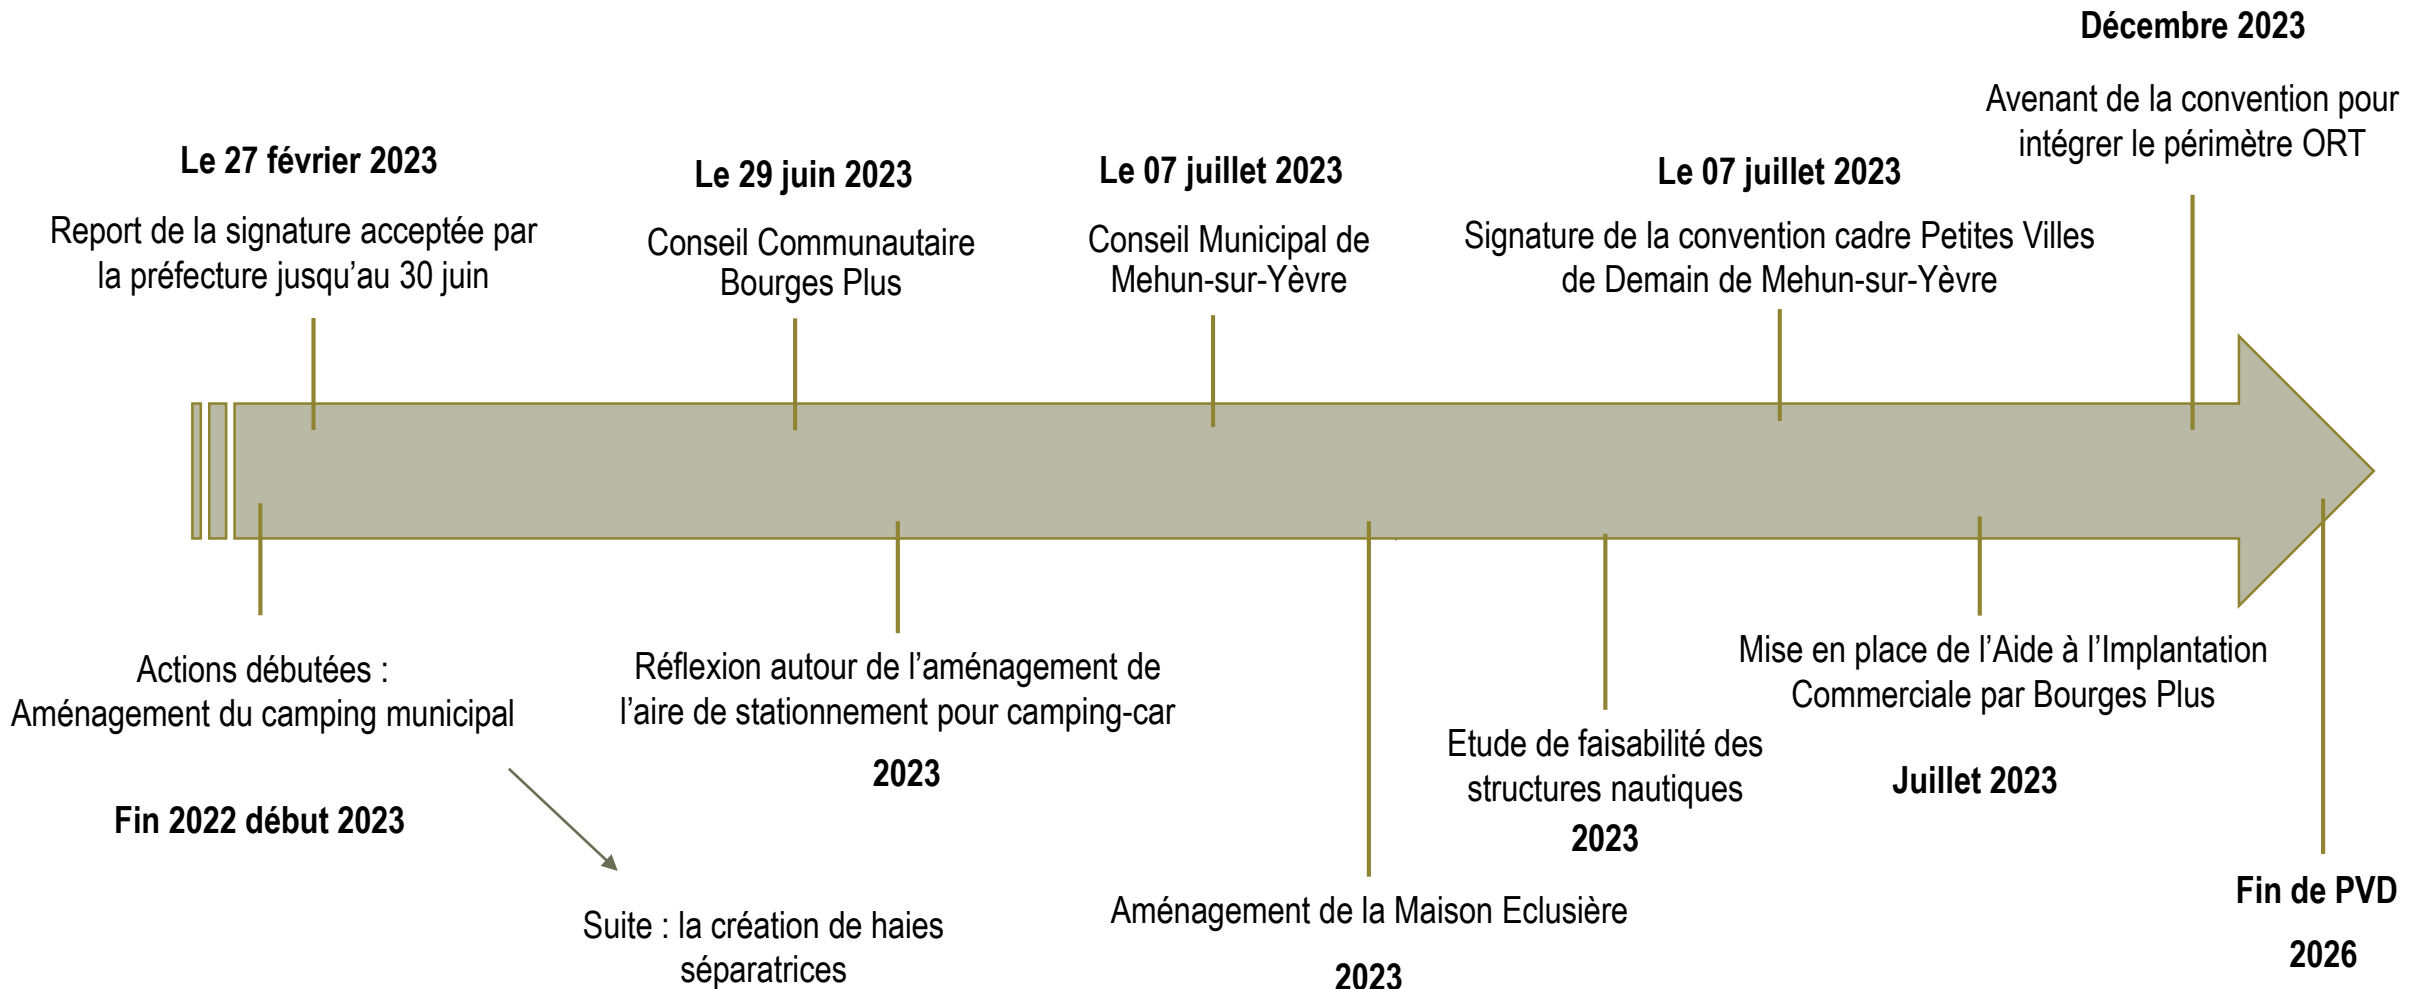 Le 27 février 2023
Report de la signature acceptée par
la préfecture jusqu’au 30 juin
Le 29 juin 2023
Conseil Communautaire
Bourges Plus
Le 07 juillet 2023
Conseil Municipal de
Mehun-sur-Yèvre
Le 07 juillet 2023
Signature de la convention cadre Petites Villes
de Demain de Mehun-sur-Yèvre
Décembre 2023
Avenant de la convention pour
intégrer le périmètre ORT
Actions débutées :
Aménagement du camping municipal
Fin 2022 début 2023
Suite : la création de haies
séparatrices
Réflexion autour de l’aménagement de
l’aire de stationnement pour camping-car
2023
Aménagement de la Maison Eclusière
2023
Etude de faisabilité des
structures nautiques
2023
Mise en place de l’Aide à l’Implantation
Commerciale par Bourges Plus
Juillet 2023
Fin de PVD
2026